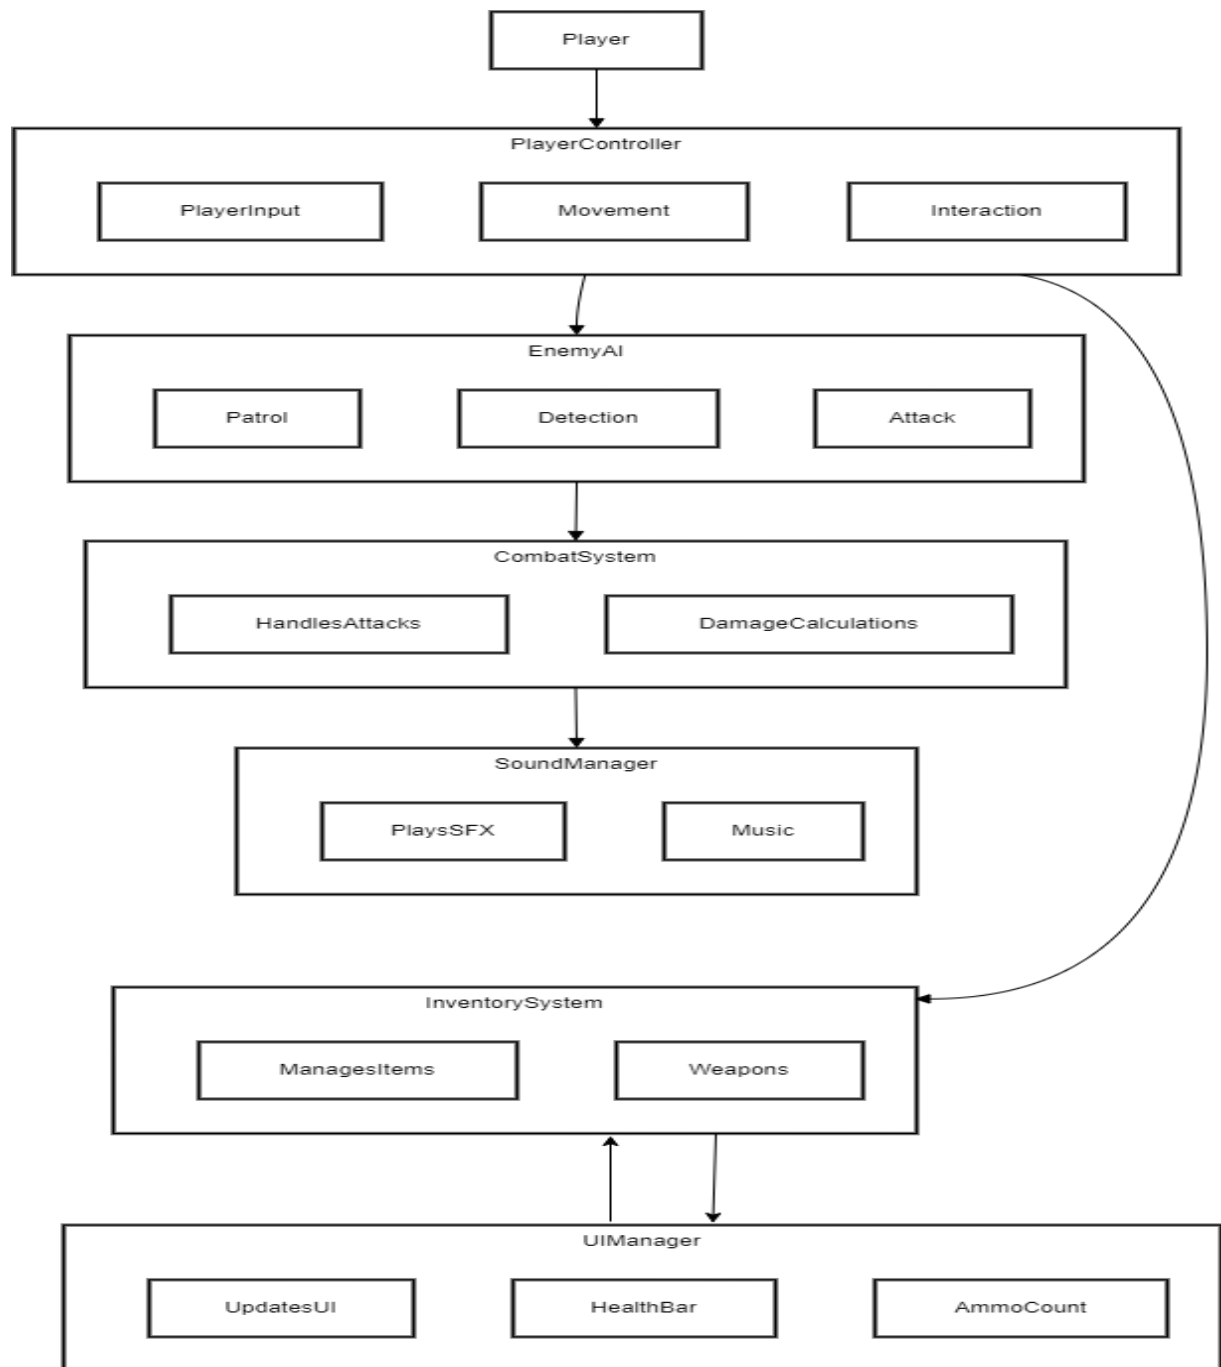 Player
PlayerController
PlayerInput
Movement
Interaction
EnemyAI
Patrol
Detection
Attack
CombatSystem
HandlesAttacks
DamageCalculations
SoundManager
PlaysSFX
Music
InventorySystem
ManagesItems
Weapons
UIManager
UpdatesUI
HealthBar
AmmoCount